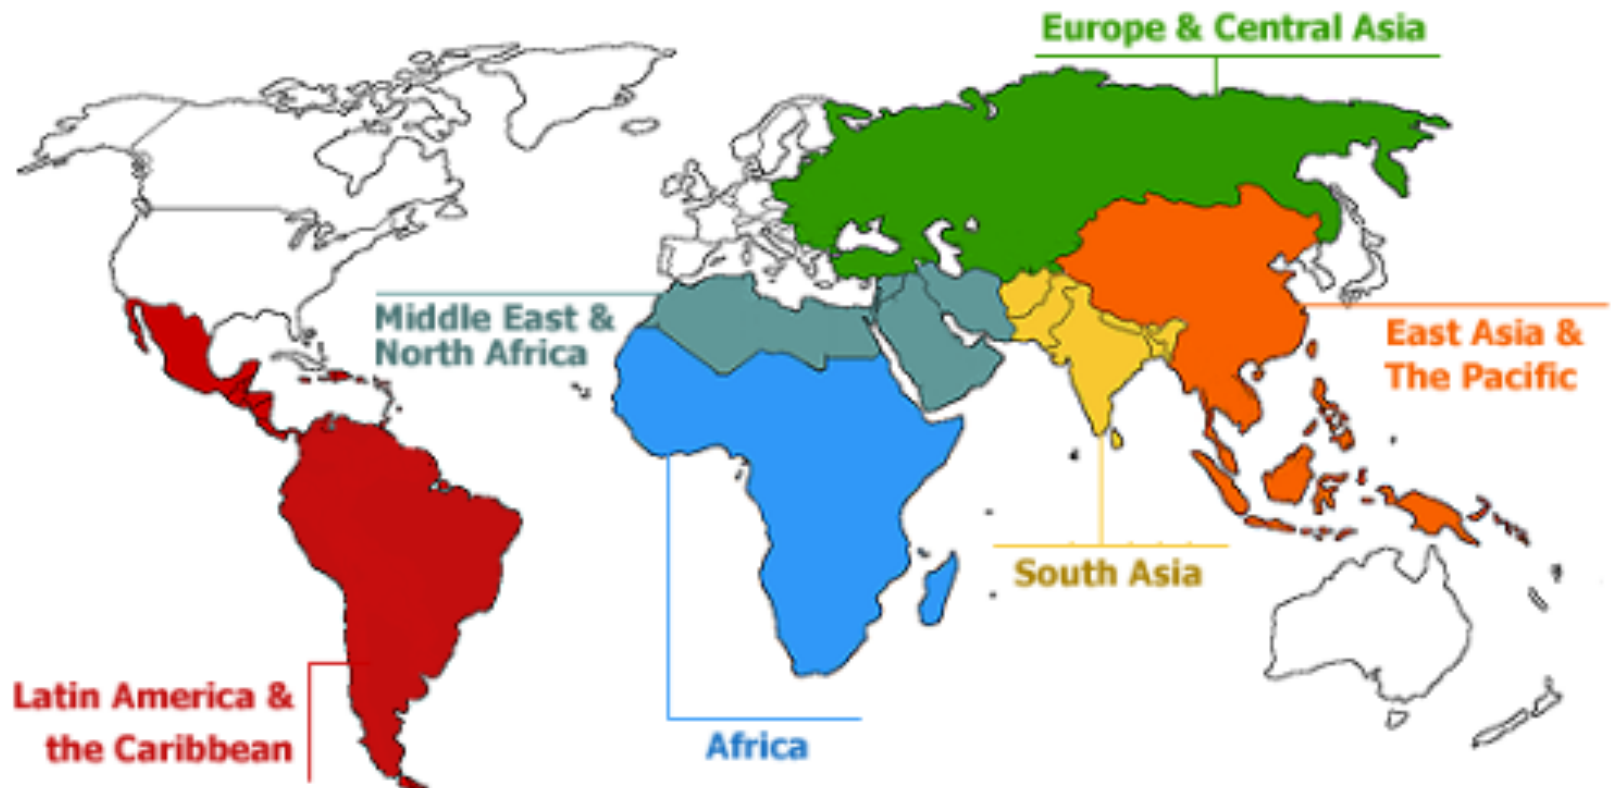 Europe & Central Asia
Middle East &
North Africa
East Asia &
The Pacific
South Asia
Latin America &
the Caribbean
Africa